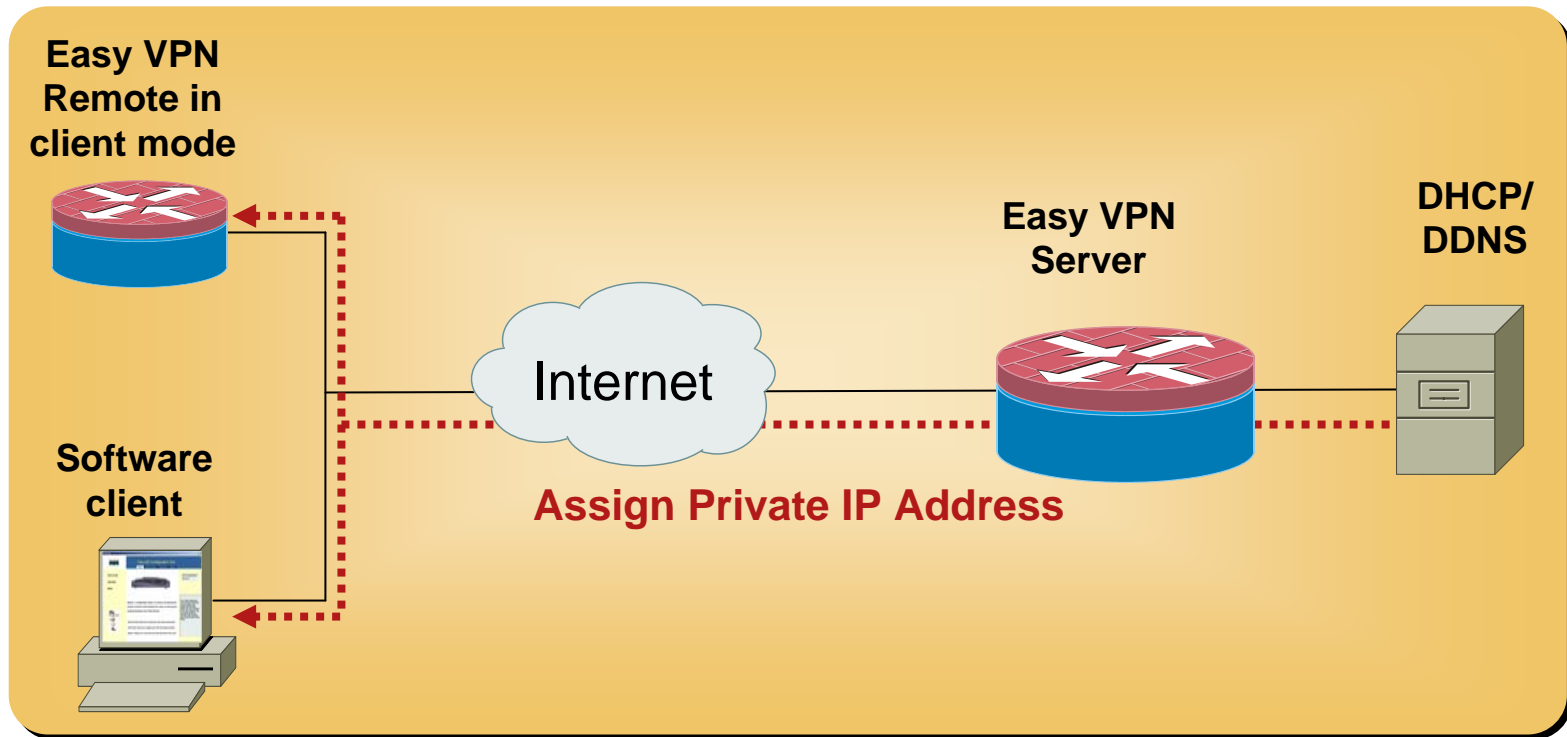 Easy VPN
Remote in
client mode
Easy VPN
Server
DHCP/
DDNS
Internet
Software
client
Assign Private IP Address